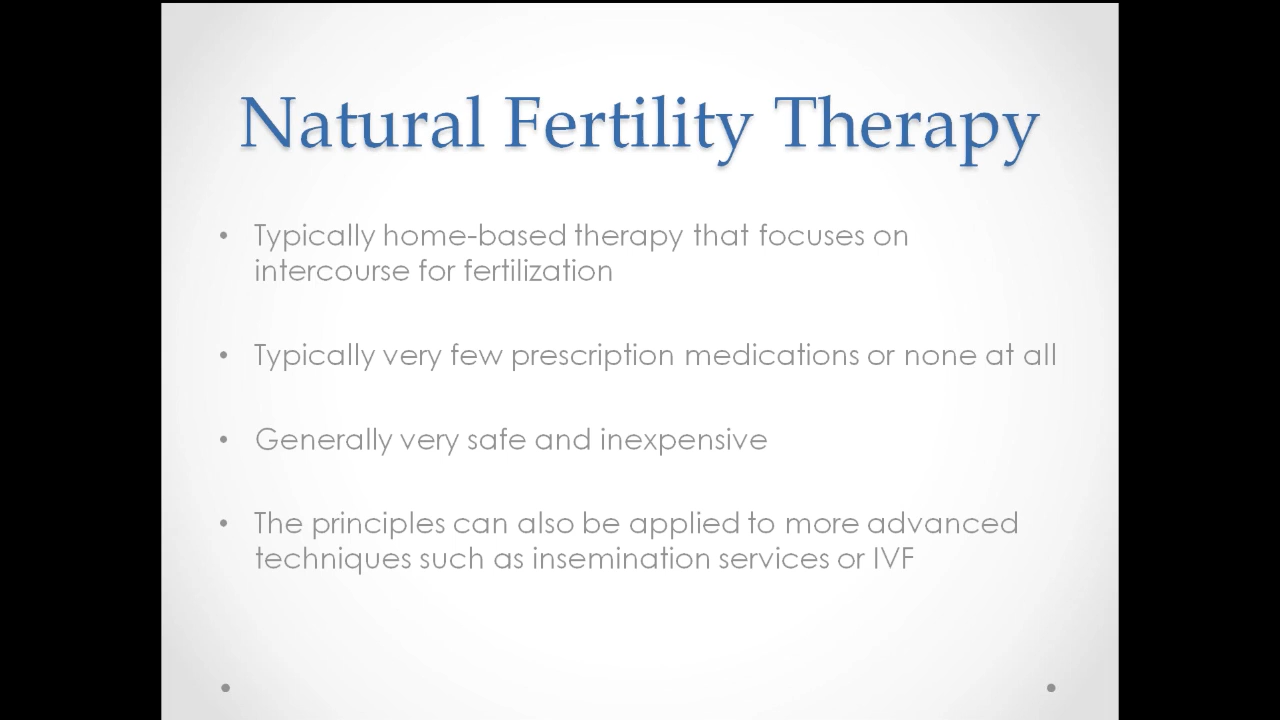 Natural Fertility Therapy
• Typically home-based therapy that focuses on
intercourse for fertilization
• Typically very few prescription medications or none at all
• Generally very safe and inexpensive
• The principles can also be applied to more advanced
techniques such as insemination services or IVF